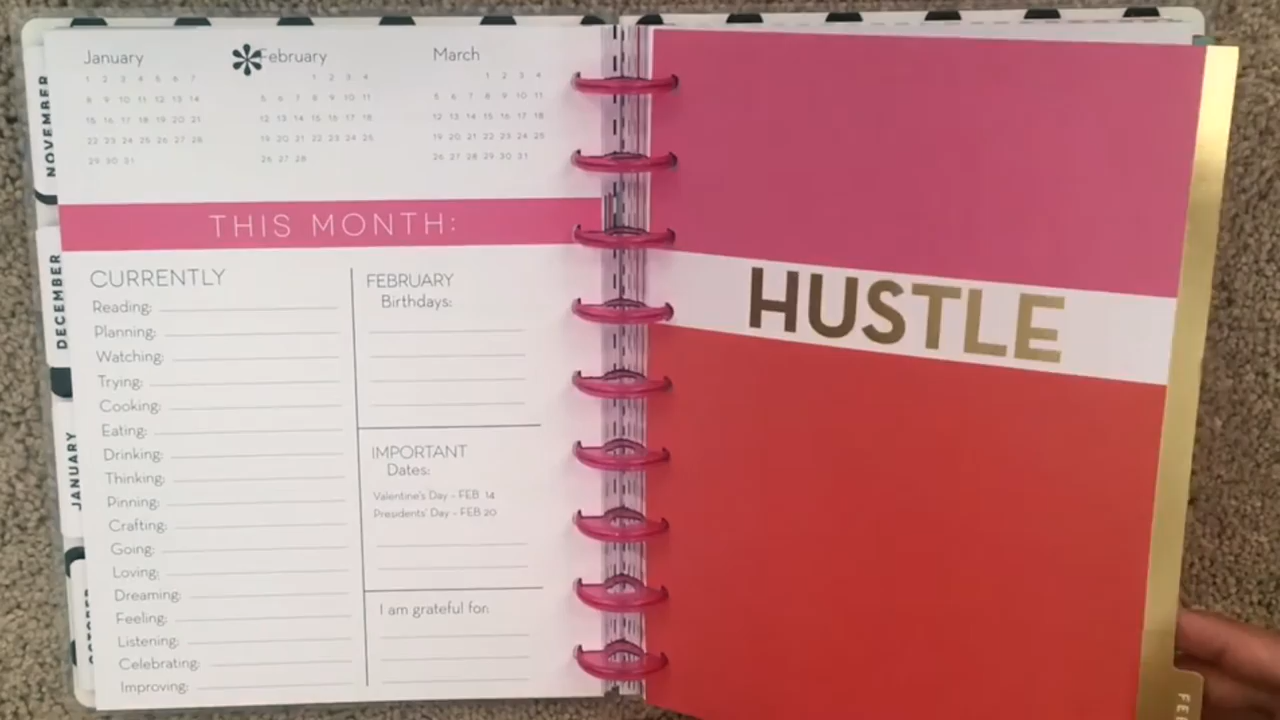 January
1 2 3 4 5 6 7
8 9 10 11 12 13 14
15 16 17 18 19 20 21
22 23 24 25 26 27 28
29 30 31
February
1 2 3 4
5 6 7 8 9 10 11
12 13 14 15 16 17 18
19 20 21 22 23 24 25
26 27 28
March
1 2 3 4
5 6 7 8 9 10 11
12 13 14 15 16 17 18
19 20 21 22 23 24 25
26 27 28 29 30 31
THIS MONTH:
CURRENTLY
Reading:
Planning:
Watching:
Trying:
Cooking:
Eating:
Drinking:
Thinking:
Pinning:
Crafting:
Going:
Loving:
Dreaming:
Feeling:
Listening:
Celebrating:
Improving:
FEBRUARY
Birthdays:
IMPORTANT
Dates:
Valentine's Day - FEB 14
Presidents' Day - FEB 20
I am grateful for:
NOVEMBER
DECEMBER
JANUARY
OCTOBER
HUSTLE
FE